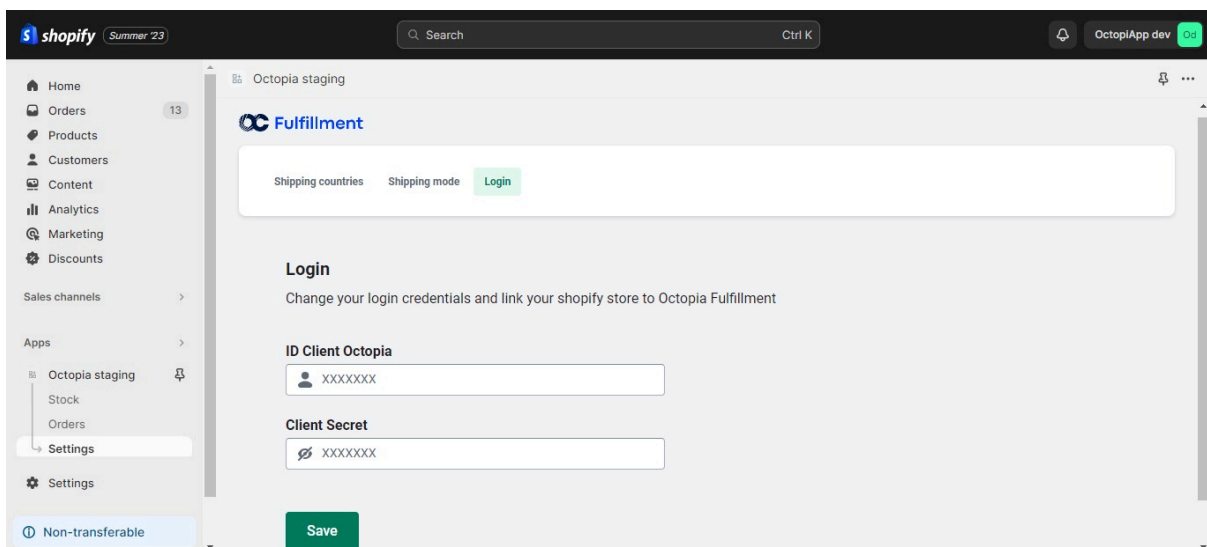 shopify Summer '23
Search Ctrl K
OctopiApp dev Od
Home
Orders 13
Products
Customers
Content
Analytics
Marketing
Discounts
Sales channels
Apps
Octopia staging
Stock
Orders
Settings
Settings
Non-transferable
Octopia staging
OC Fulfillment
Shipping countries Shipping mode Login
Login
Change your login credentials and link your shopify store to Octopia Fulfillment
ID Client Octopia
XXXXXXX
Client Secret
XXXXXXX
Save